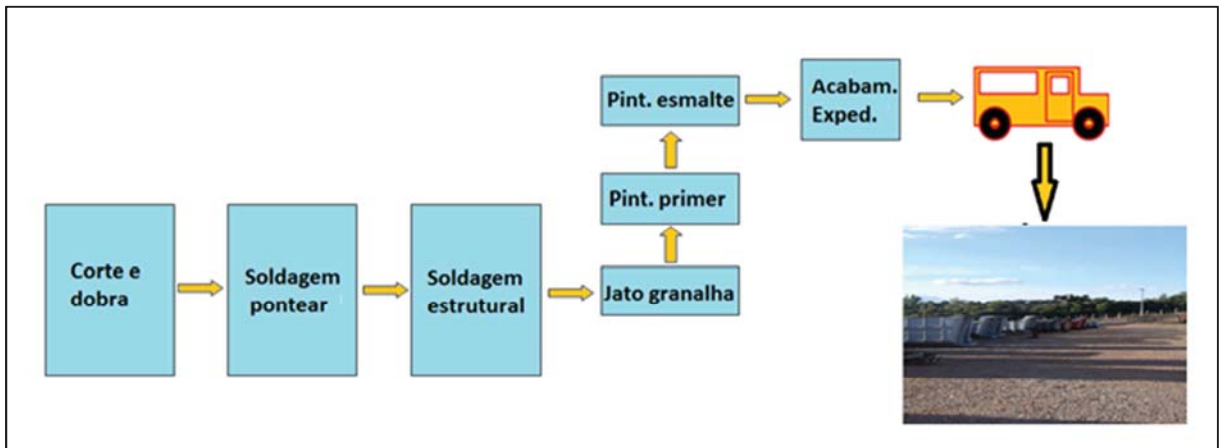 Corte e
dobra
Soldagem
pontear
Soldagem
estrutural
Jato granalha
Pint. primer
Pint. esmalte
Acabam.
Exped.